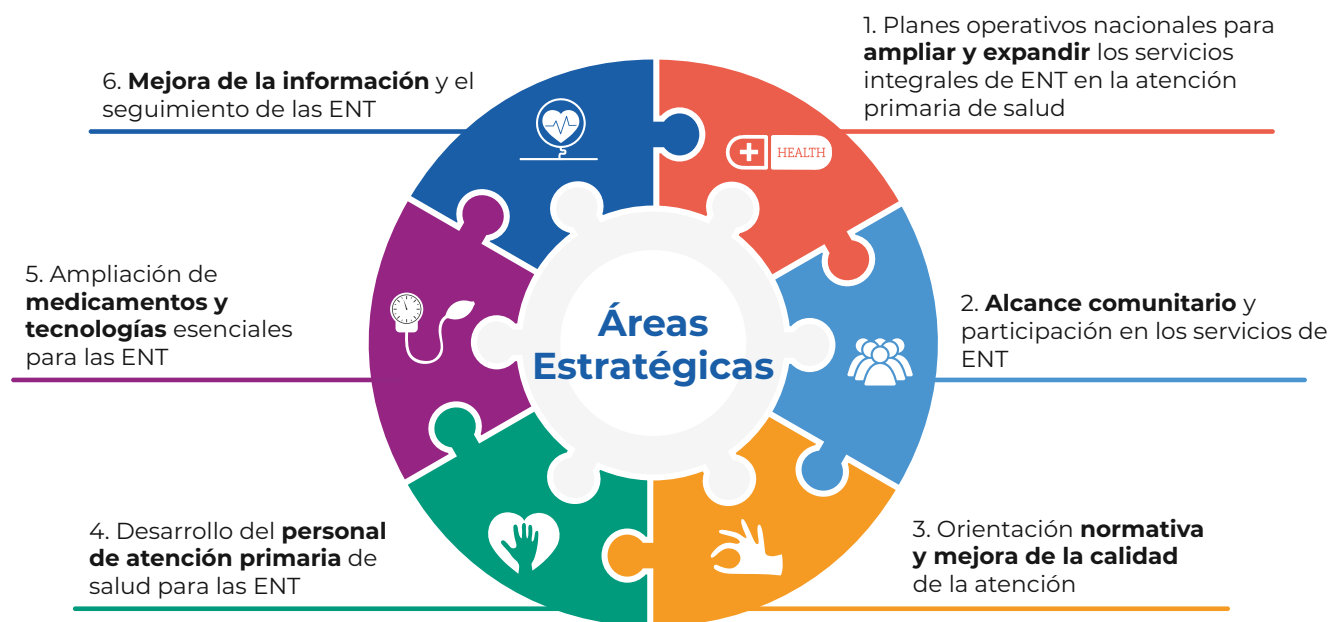 1. Planes operativos nacionales para
ampliar y expandir los servicios
integrales de ENT en la atención
primaria de salud
HEALTH
2. Alcance comunitario y
participación en los servicios de
ENT
3. Orientación normativa
y mejora de la calidad
de la atención
4. Desarrollo del personal
de atención primaria de
salud para las ENT
5. Ampliación de
medicamentos y
tecnologías esenciales
para las ENT
6. Mejora de la información y el
seguimiento de las ENT
Áreas
Estratégicas